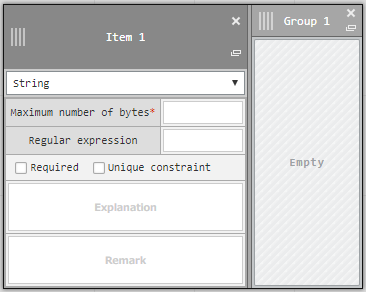 Item 1
String
Maximum number of bytes*
Regular expression
Required Unique constraint
Explanation
Remark
Group 1
Empty